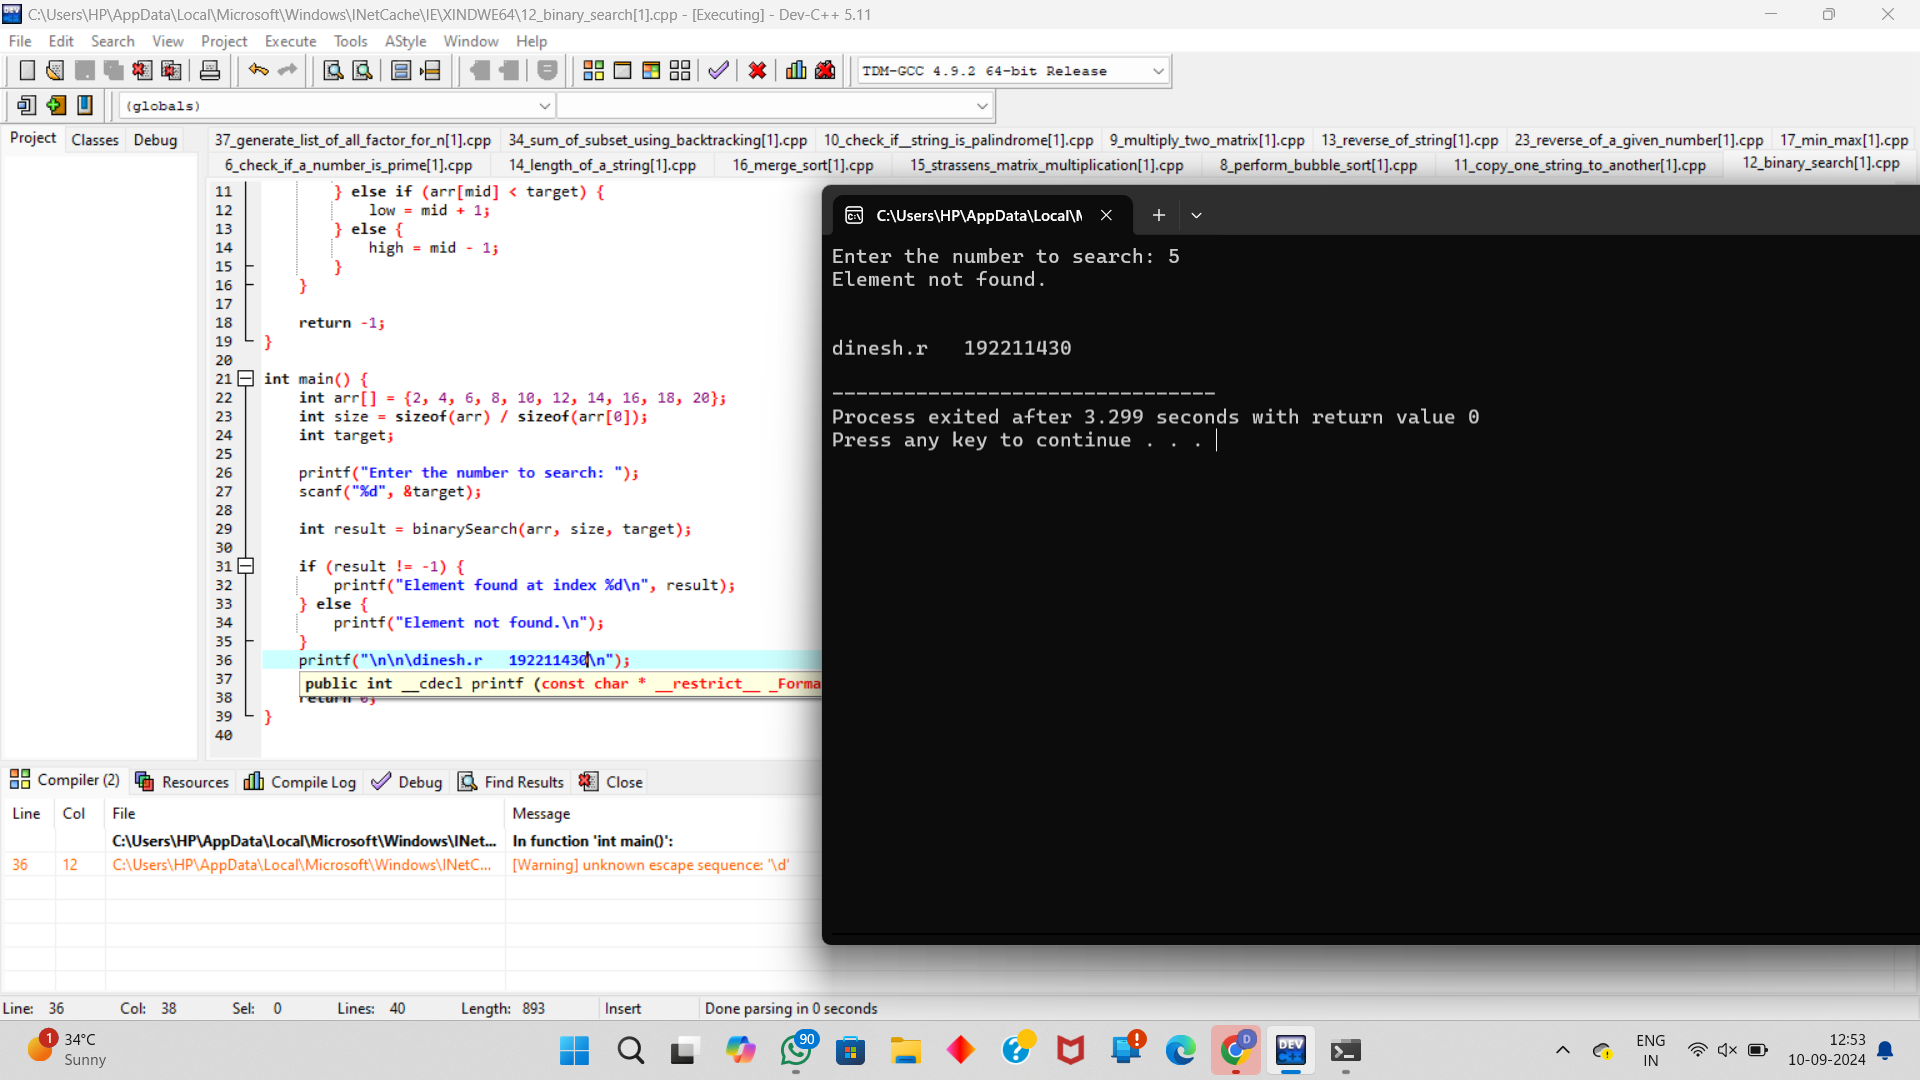 C:\Users\HP\AppData\Local\Microsoft\Windows\INetCache\IE\XINDWE64\12_binary_search[1].cpp - [Executing] - Dev-C++ 5.11
File Edit Search View Project Execute Tools AStyle Window Help
TDM-GCC 4.9.2 64-bit Release
(globals)
Project Classes Debug
37_generate_list_of_all_factor_for_n[1].cpp 34_sum_of_subset_using_backtracking[1].cpp 10_check_if__string_is_palindrome[1].cpp 9_multiply_two_matrix[1].cpp 13_reverse_of_string[1].cpp 23_reverse_of_a_given_number[1].cpp 17_min_max[1].cpp
6_check_if_a_number_is_prime[1].cpp 14_length_of_a_string[1].cpp 16_merge_sort[1].cpp 15_strassens_matrix_multiplication[1].cpp 8_perform_bubble_sort[1].cpp 11_copy_one_string_to_another[1].cpp 12_binary_search[1].cpp
11 } else if (arr[mid] < target) {
12 low = mid + 1;
13 } else {
14 high = mid - 1;
15 }
16 }
17
18 return -1;
19 }
20
21 int main() {
22 int arr[] = {2, 4, 6, 8, 10, 12, 14, 16, 18, 20};
23 int size = sizeof(arr) / sizeof(arr[0]);
24 int target;
25
26 printf("Enter the number to search: ");
27 scanf("%d", &target);
28
29 int result = binarySearch(arr, size, target);
30
31 if (result != -1) {
32 printf("Element found at index %d\n", result);
33 } else {
34 printf("Element not found.\n");
35 }
36 printf("\n\n\dinesh.r   192211430\n");
37 public int __cdecl printf (const char * __restrict__ _Forma
38 return 0;
39 }
40
C:\Users\HP\AppData\Local\
Enter the number to search: 5
Element not found.
dinesh.r   192211430
--------------------------------
Process exited after 3.299 seconds with return value 0
Press any key to continue . . .
Compiler (2) Resources Compile Log Debug Find Results Close
Line Col File Message
C:\Users\HP\AppData\Local\Microsoft\Windows\INet... In function 'int main()':
36 12 C:\Users\HP\AppData\Local\Microsoft\Windows\INetC... [Warning] unknown escape sequence: '\d'
Line: 36 Col: 38 Sel: 0 Lines: 40 Length: 893 Insert Done parsing in 0 seconds
1
34°C
Sunny
90
D
DEV
C++
ENG
IN
12:53
10-09-2024